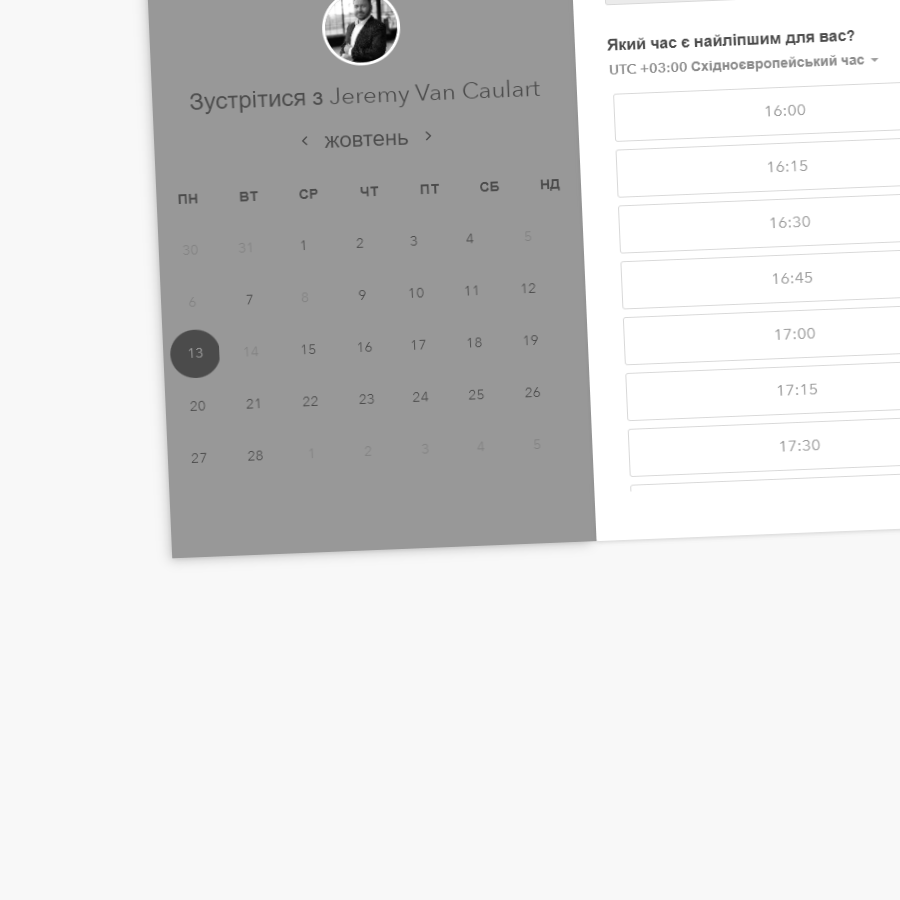 Зустрітися з Jeremy Van Caulart
жовтень
ПН ВТ СР ЧТ ПТ СБ НД
30 31 1 2 3 4 5
6 7 8 9 10 11 12
13 14 15 16 17 18 19
20 21 22 23 24 25 26
27 28 1 2 3 4 5
Який час є найліпшим для вас?
UTC +03:00 Східноєвропейський час
16:00
16:15
16:30
16:45
17:00
17:15
17:30